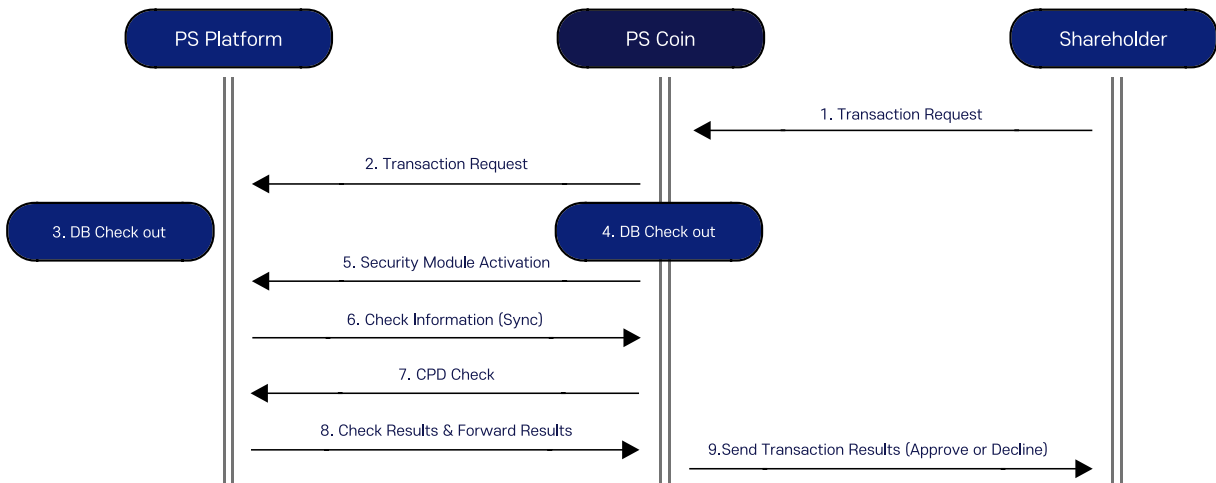 PS Platform
PS Coin
Shareholder
1. Transaction Request
2. Transaction Request
3. DB Check out
4. DB Check out
5. Security Module Activation
6. Check Information (Sync)
7. CPD Check
8. Check Results & Forward Results
9.Send Transaction Results (Approve or Decline)